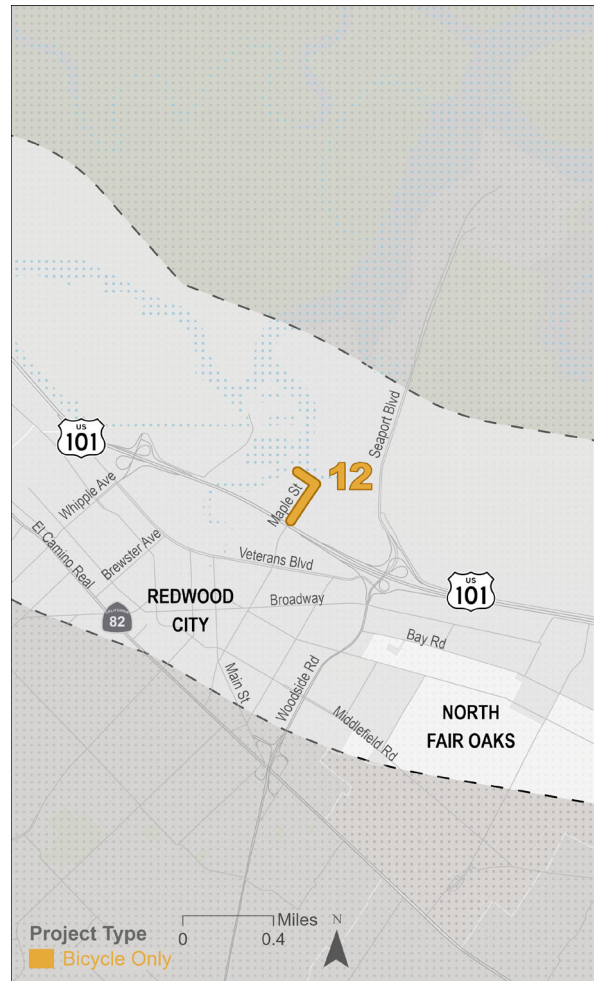 Seaport Blvd
US
101
12
Whipple Ave
Maple St
El Camino Real
Brewster Ave
Veterans Blvd
US
101
REDWOOD
CITY
Broadway
CALIFORNIA
82
Bay Rd
Main St
Woodside Rd
Middlefield Rd
NORTH
FAIR OAKS
Project Type
Bicycle Only
Miles
0
0.4
N